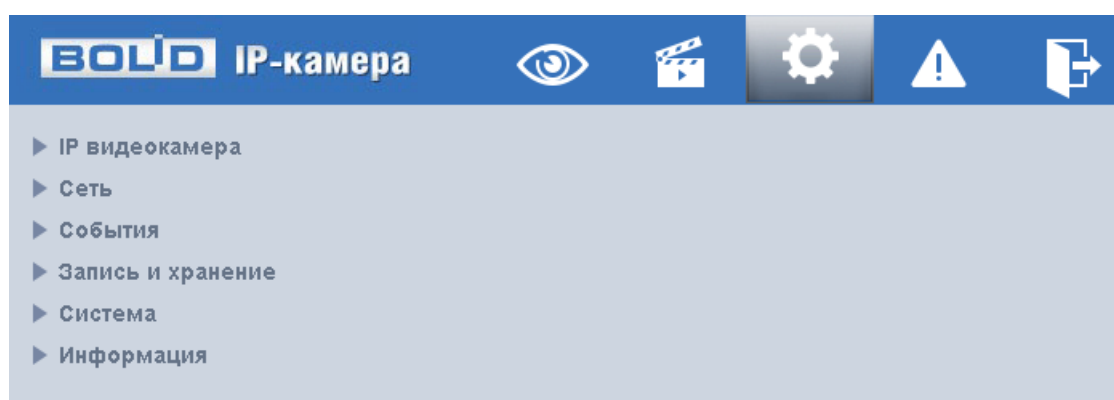 BOLID IP-камера
IP видеокамера
Сеть
События
Запись и хранение
Система
Информация